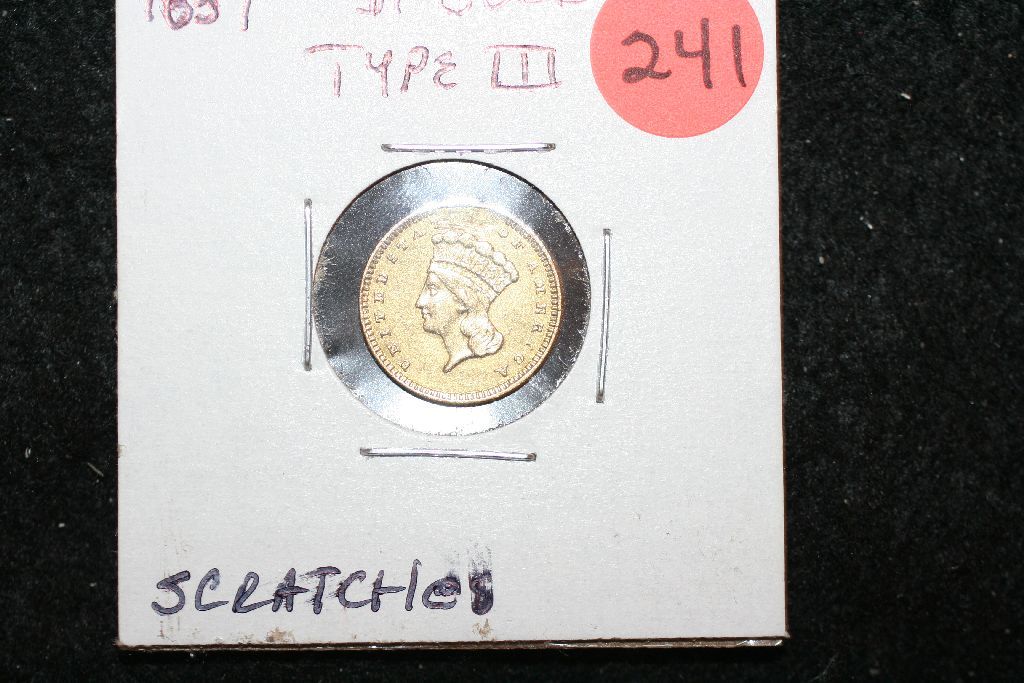 TYPE III
241
UNITED STATES OF AMERICA
SCRATCHES